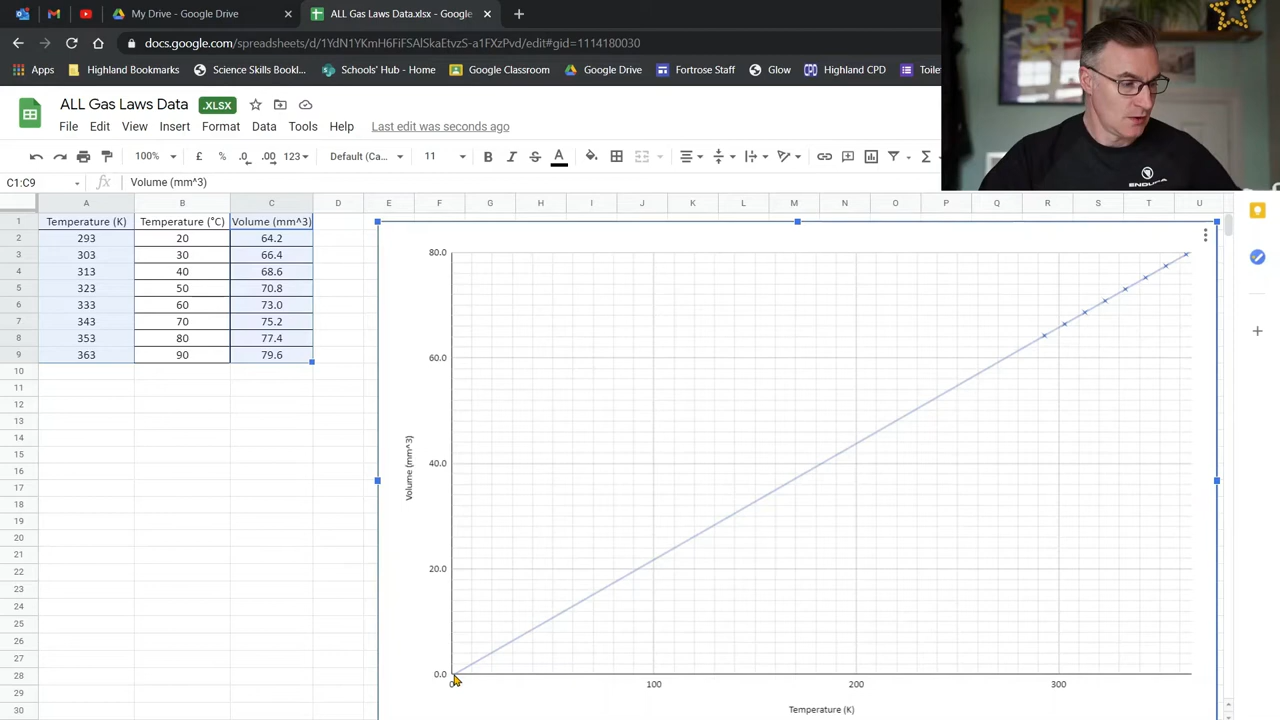 My Drive - Google Drive
ALL Gas Laws Data.xlsx - Google
docs.google.com/spreadsheets/d/1YdN1YKmH6FiFSAlSkaEtvzS-a1FXzPvd/edit#gid=1114180030
Apps Highland Bookmarks Science Skills Bookl... Schools' Hub - Home Google Classroom Google Drive Fortrose Staff Glow Highland CPD
ALL Gas Laws Data .XLSX
File Edit View Insert Format Data Tools Help Last edit was seconds ago
100% £ % .0 .00 123 Default (Ca... 11 B I S A Σ
C1:C9 fx Volume (mm^3)
A B C D E F G H I J K L M N O P Q R S T U
1 Temperature (K) Temperature (°C) Volume (mm^3)
2 293 20 64.2
3 303 30 66.4
4 313 40 68.6
5 323 50 70.8
6 333 60 73.0
7 343 70 75.2
8 353 80 77.4
9 363 90 79.6
10
11
12
13
14
15
16
17
18
19
20
21
22
23
24
25
26
27
28
29
30
80.0
60.0
40.0
20.0
0.0
Volume (mm^3)
0 100 200 300
Temperature (K)
ENDURA